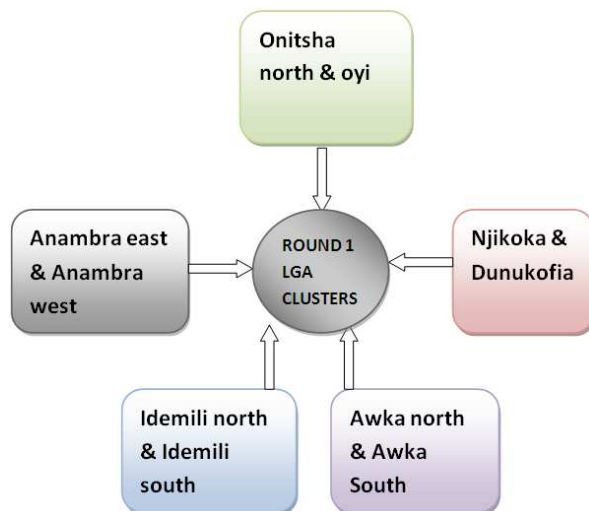 Onitsha
north & oyi
Anambra east
& Anambra
west
ROUND 1
LGA
CLUSTERS
Njikoka &
Dunukofia
Idemili north
& Idemili
south
Awka north
& Awka
South